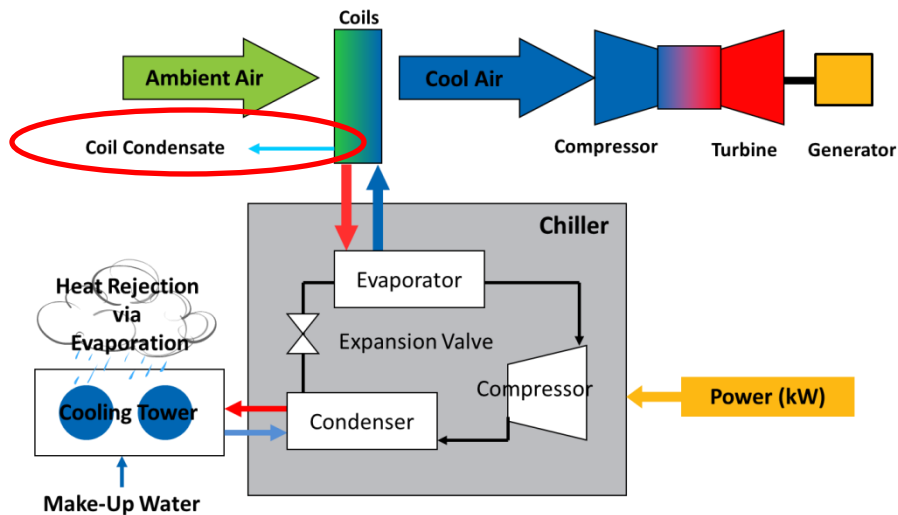 Coils
Ambient Air
Cool Air
Coil Condensate
Compressor
Turbine
Generator
Chiller
Evaporator
Heat Rejection
via
Evaporation
Expansion Valve
Compressor
Power (kW)
Cooling Tower
Condenser
Make-Up Water